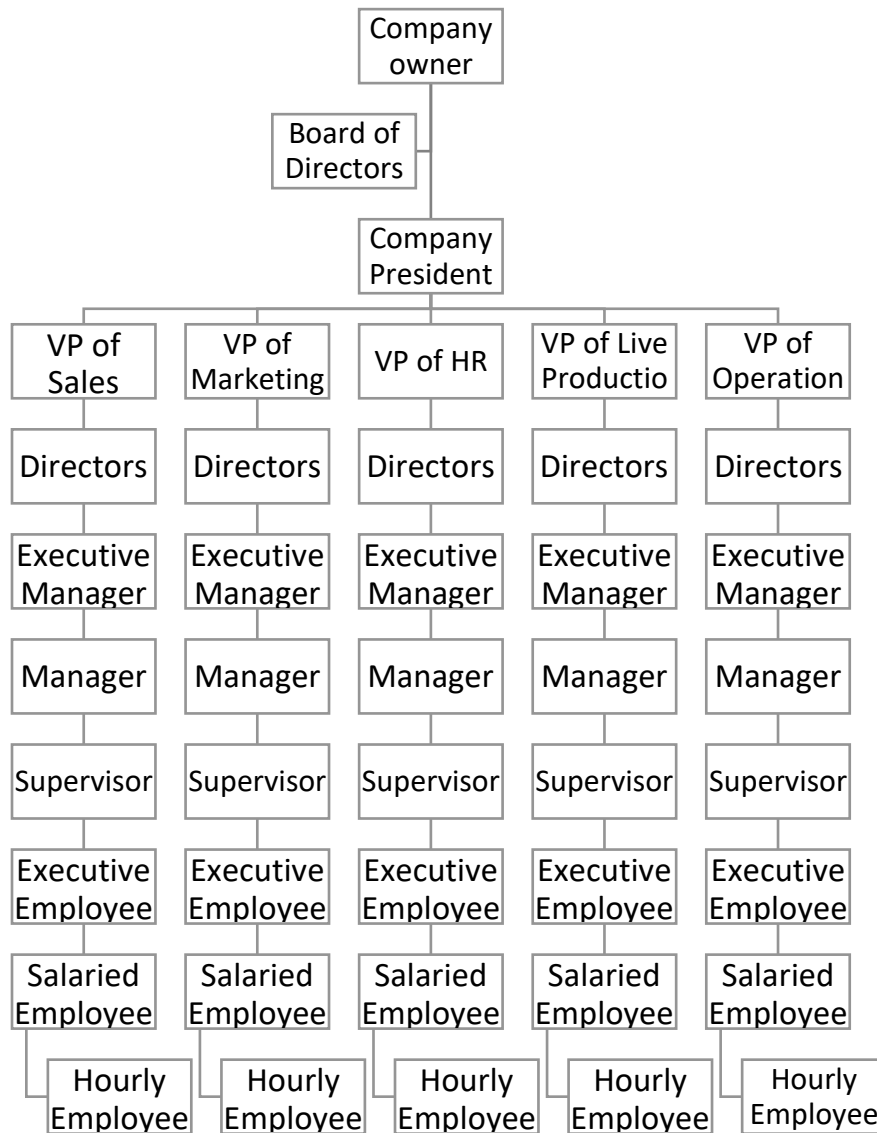 Company
owner
Board of
Directors
Company
President
VP of
Sales
VP of
Marketing
VP of HR
VP of Live
Productio
VP of
Operation
Directors
Directors
Directors
Directors
Directors
Executive
Manager
Executive
Manager
Executive
Manager
Executive
Manager
Executive
Manager
Manager
Manager
Manager
Manager
Manager
Supervisor
Supervisor
Supervisor
Supervisor
Supervisor
Executive
Employee
Executive
Employee
Executive
Employee
Executive
Employee
Executive
Employee
Salaried
Employee
Salaried
Employee
Salaried
Employee
Salaried
Employee
Salaried
Employee
Hourly
Employee
Hourly
Employee
Hourly
Employee
Hourly
Employee
Hourly
Employee